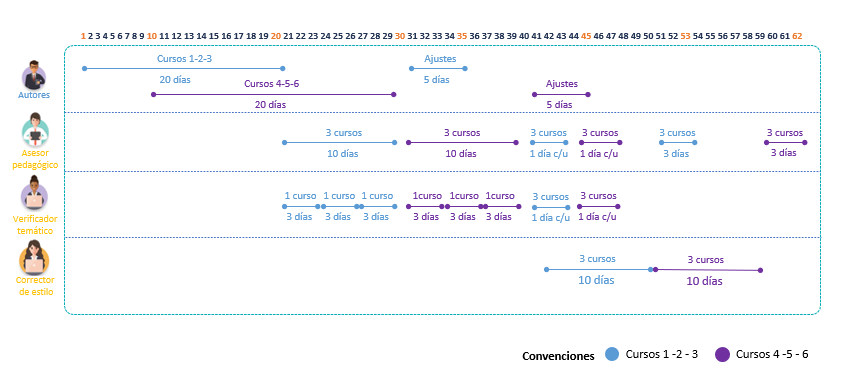 1 2 3 4 5 6 7 8 9 10 11 12 13 14 15 16 17 18 19 20 21 22 23 24 25 26 27 28 29 30 31 32 33 34 35 36 37 38 39 40 41 42 43 44 45 46 47 48 49 50 51 52 53 54 55 56 57 58 59 60 61 62
Cursos 1-2-3
Ajustes
20 días
5 días
Cursos 4-5-6
Ajustes
20 días
5 días
Autores
3 cursos
3 cursos
3 cursos
3 cursos
3 cursos
3 cursos
10 días
10 días
1 día c/u
1 día c/u
3 días
3 días
Asesor
pedagógico
1 curso
1 curso
1 curso
1curso
1curso
1curso
3 cursos
3 cursos
3 días
3 días
3 días
3 días
3 días
3 días
1 día c/u
1 día c/u
Verificador
temático
3 cursos
3 cursos
10 días
10 días
Corrector
de estilo
Convenciones
Cursos 1 -2 - 3
Cursos 4 -5 - 6